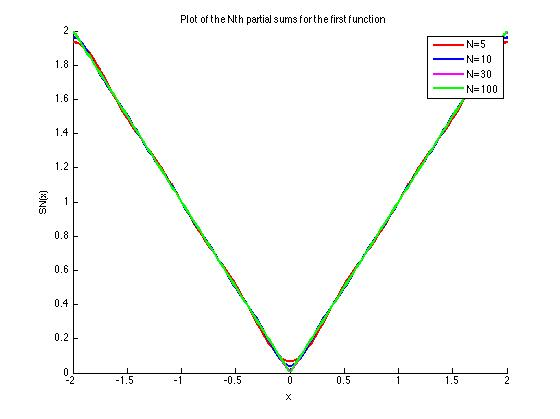 Plot of the Nth partial sums for the first function
N=5
N=10
N=30
N=100
SN(x)
2
1.8
1.6
1.4
1.2
1
0.8
0.6
0.4
0.2
0
-2
-1.5
-1
-0.5
0
0.5
1
1.5
2
x